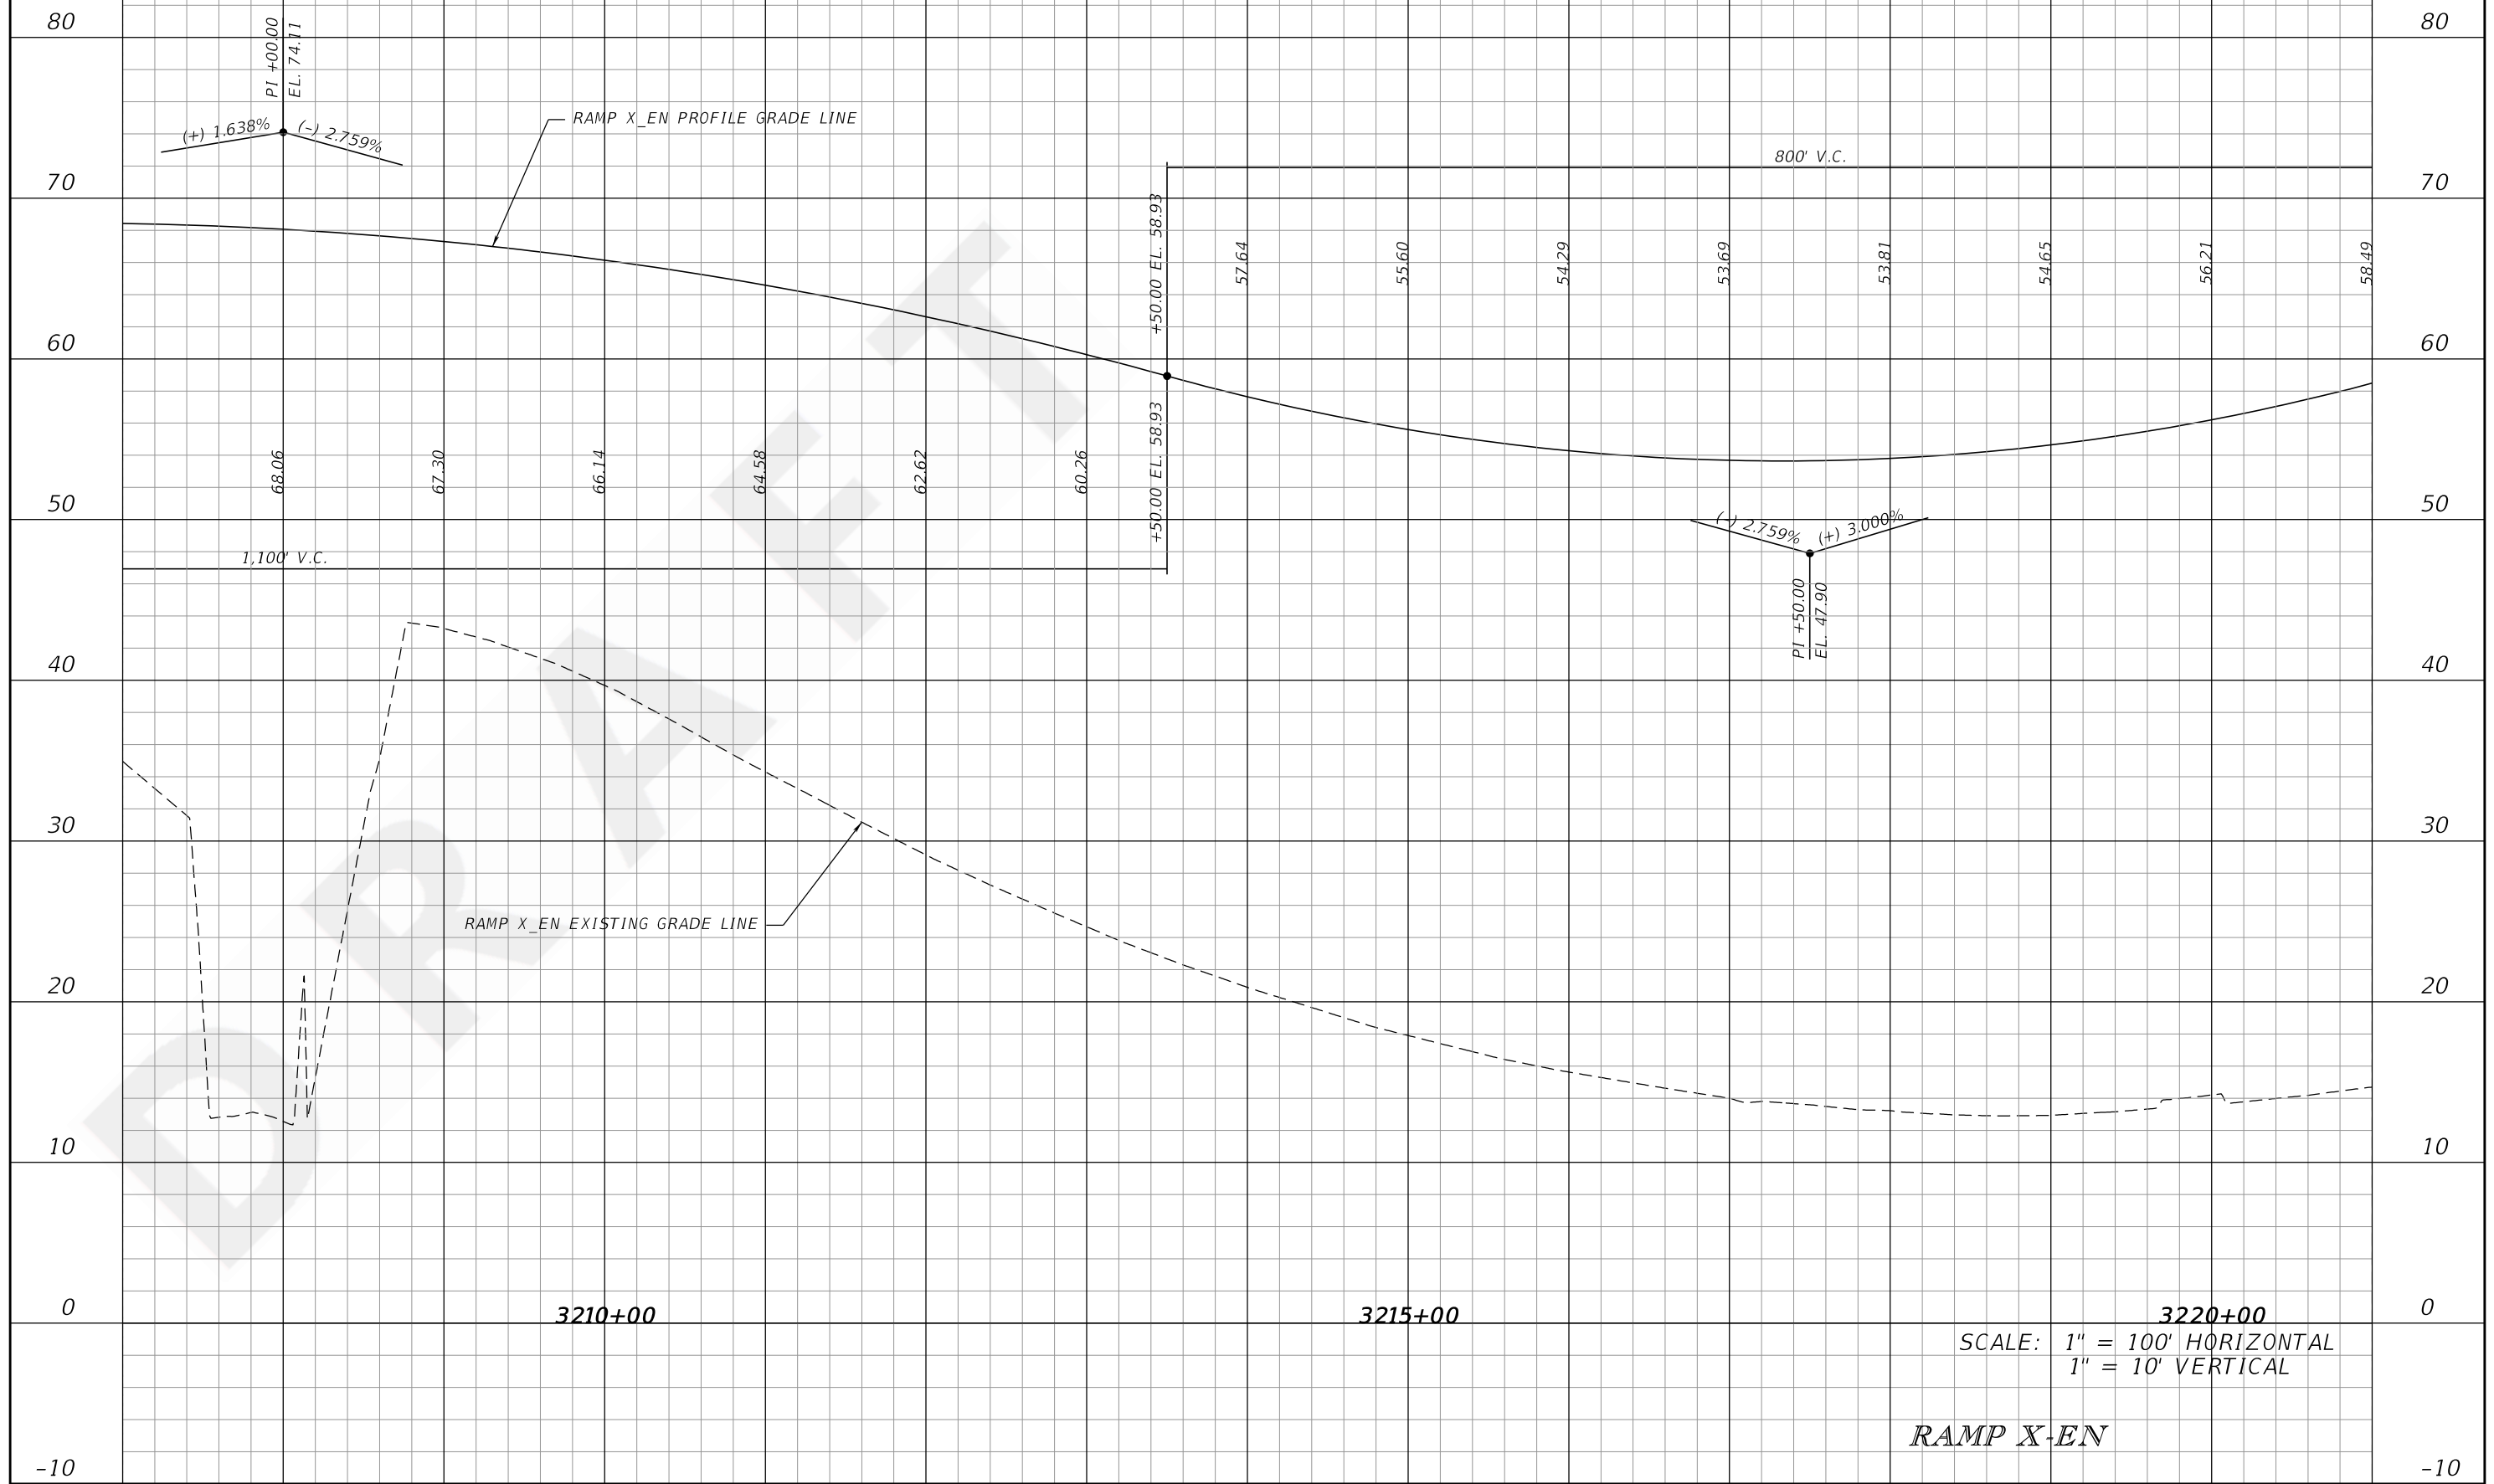 80
80
PI +00.00
EL. 74.11
(+) 1.638%
(-) 2.759%
RAMP X_EN PROFILE GRADE LINE
800' V.C.
70
70
+50.00 EL. 58.93
57.64
55.60
54.29
53.69
53.81
54.65
56.21
58.49
60
60
68.06
67.30
66.14
64.58
62.62
60.26
+50.00 EL. 58.93
50
50
(-) 2.759%
(+) 3.000%
1,100' V.C.
PI +50.00
EL. 47.90
40
40
30
30
RAMP X_EN EXISTING GRADE LINE
20
20
10
10
DRAFT
0
3210+00
3215+00
3220+00
0
SCALE: 1" = 100' HORIZONTAL
1" = 10' VERTICAL
RAMP X-EN
-10
-10